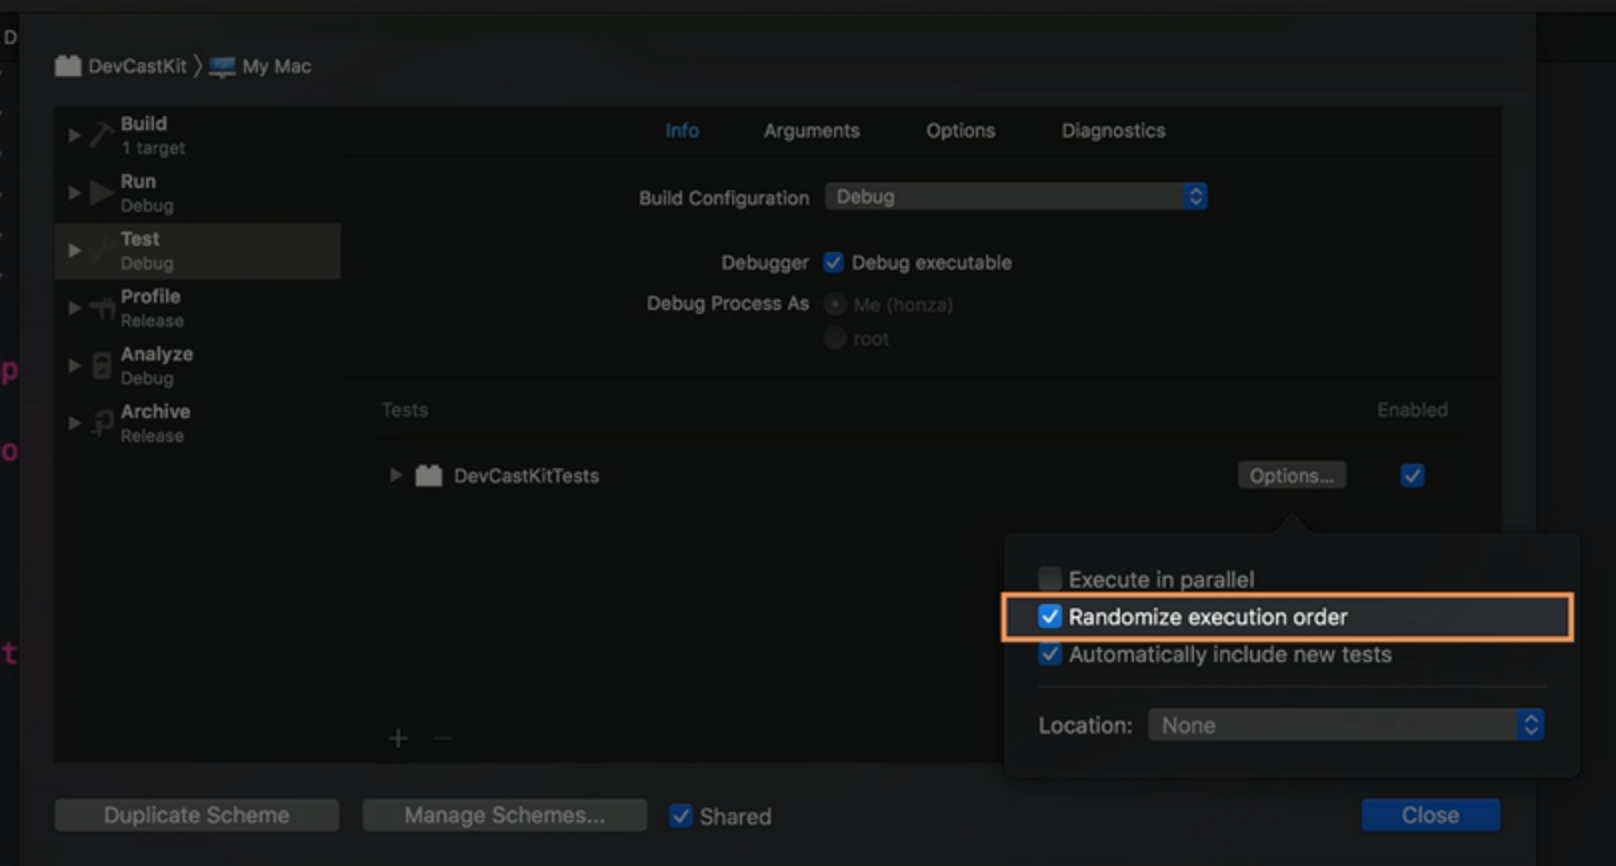 D
DevCastKit 〉 My Mac
Build
1 target
Run
Debug
Test
Debug
Profile
Release
Analyze
Debug
Archive
Release
Info Arguments Options Diagnostics
Build Configuration Debug
Debugger Debug executable
Debug Process As Me (honza)
root
Tests Enabled
DevCastKitTests Options...
Execute in parallel
Randomize execution order
Automatically include new tests
Location: None
+ −
Duplicate Scheme Manage Schemes... Shared Close
p
o
t